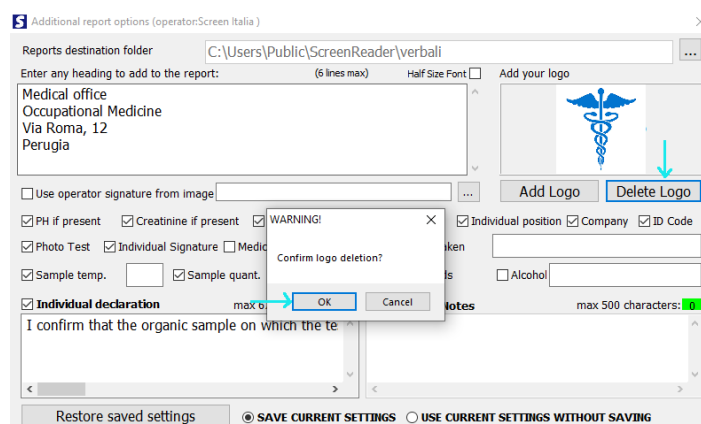 S Additional report options (operator:Screen Italia )
Reports destination folder C:\Users\Public\ScreenReader\verbali ...
Enter any heading to add to the report: (6 lines max) Half Size Font Add your logo
Medical office
Occupational Medicine
Via Roma, 12
Perugia
Use operator signature from image ... Add Logo Delete Logo
PH if present Creatinine if present WARNING! Individual position Company ID Code
Photo Test Individual Signature
Confirm logo deletion?
Sample temp. Sample quant. Alcohol
OK Cancel
Individual declaration Notes max 500 characters: 0
I confirm that the organic sample on which the te
Restore saved settings SAVE CURRENT SETTINGS USE CURRENT SETTINGS WITHOUT SAVING